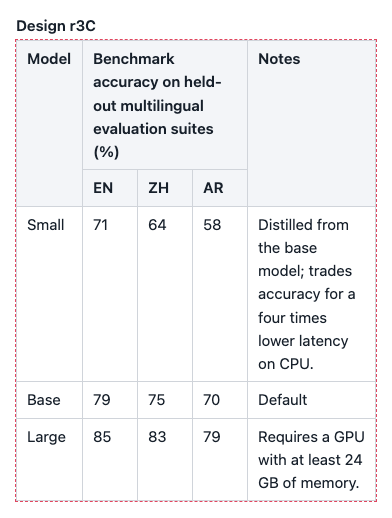 Design r3C
Model
Benchmark
accuracy on held-
out multilingual
evaluation suites
(%)
Notes
EN
ZH
AR
Small
71
64
58
Distilled from
the base
model; trades
accuracy for a
four times
lower latency
on CPU.
Base
79
75
70
Default
Large
85
83
79
Requires a GPU
with at least 24
GB of memory.